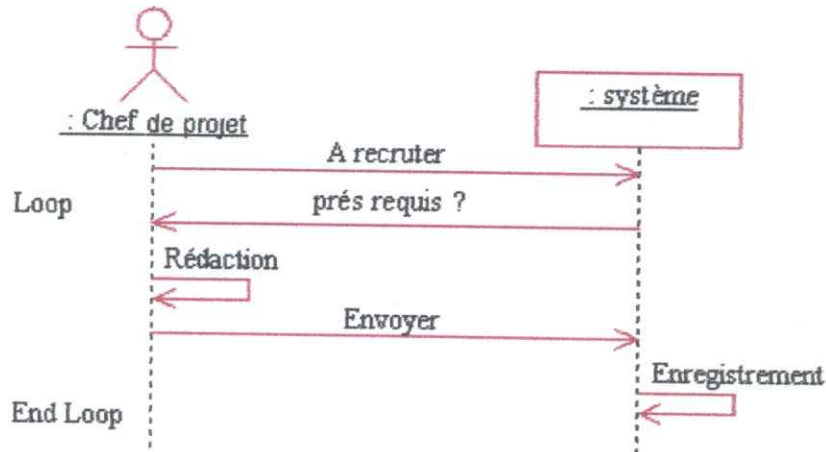 : système
: Chef de projet
A recruter
Loop
prés requis ?
Rédaction
Envoyer
Enregistrement
End Loop